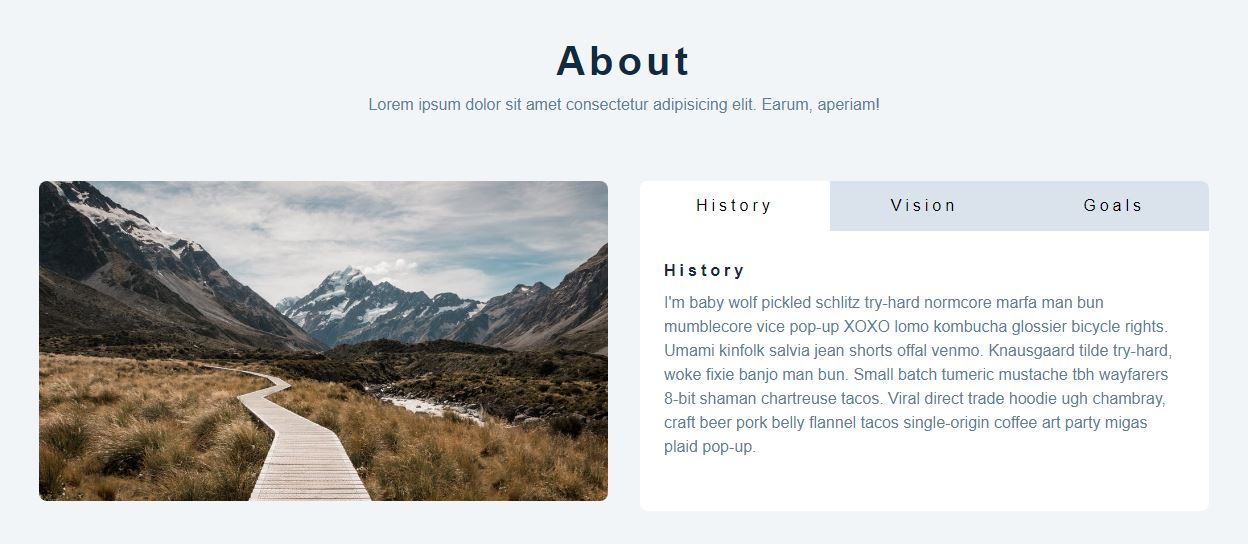 About
Lorem ipsum dolor sit amet consectetur adipisicing elit. Earum, aperiam!
History Vision Goals
History
I'm baby wolf pickled schlitz try-hard normcore marfa man bun
mumblecore vice pop-up XOXO lomo kombucha glossier bicycle rights.
Umami kinfolk salvia jean shorts offal venmo. Knausgaard tilde try-hard,
woke fixie banjo man bun. Small batch tumeric mustache tbh wayfarers
8-bit shaman chartreuse tacos. Viral direct trade hoodie ugh chambray,
craft beer pork belly flannel tacos single-origin coffee art party migas
plaid pop-up.